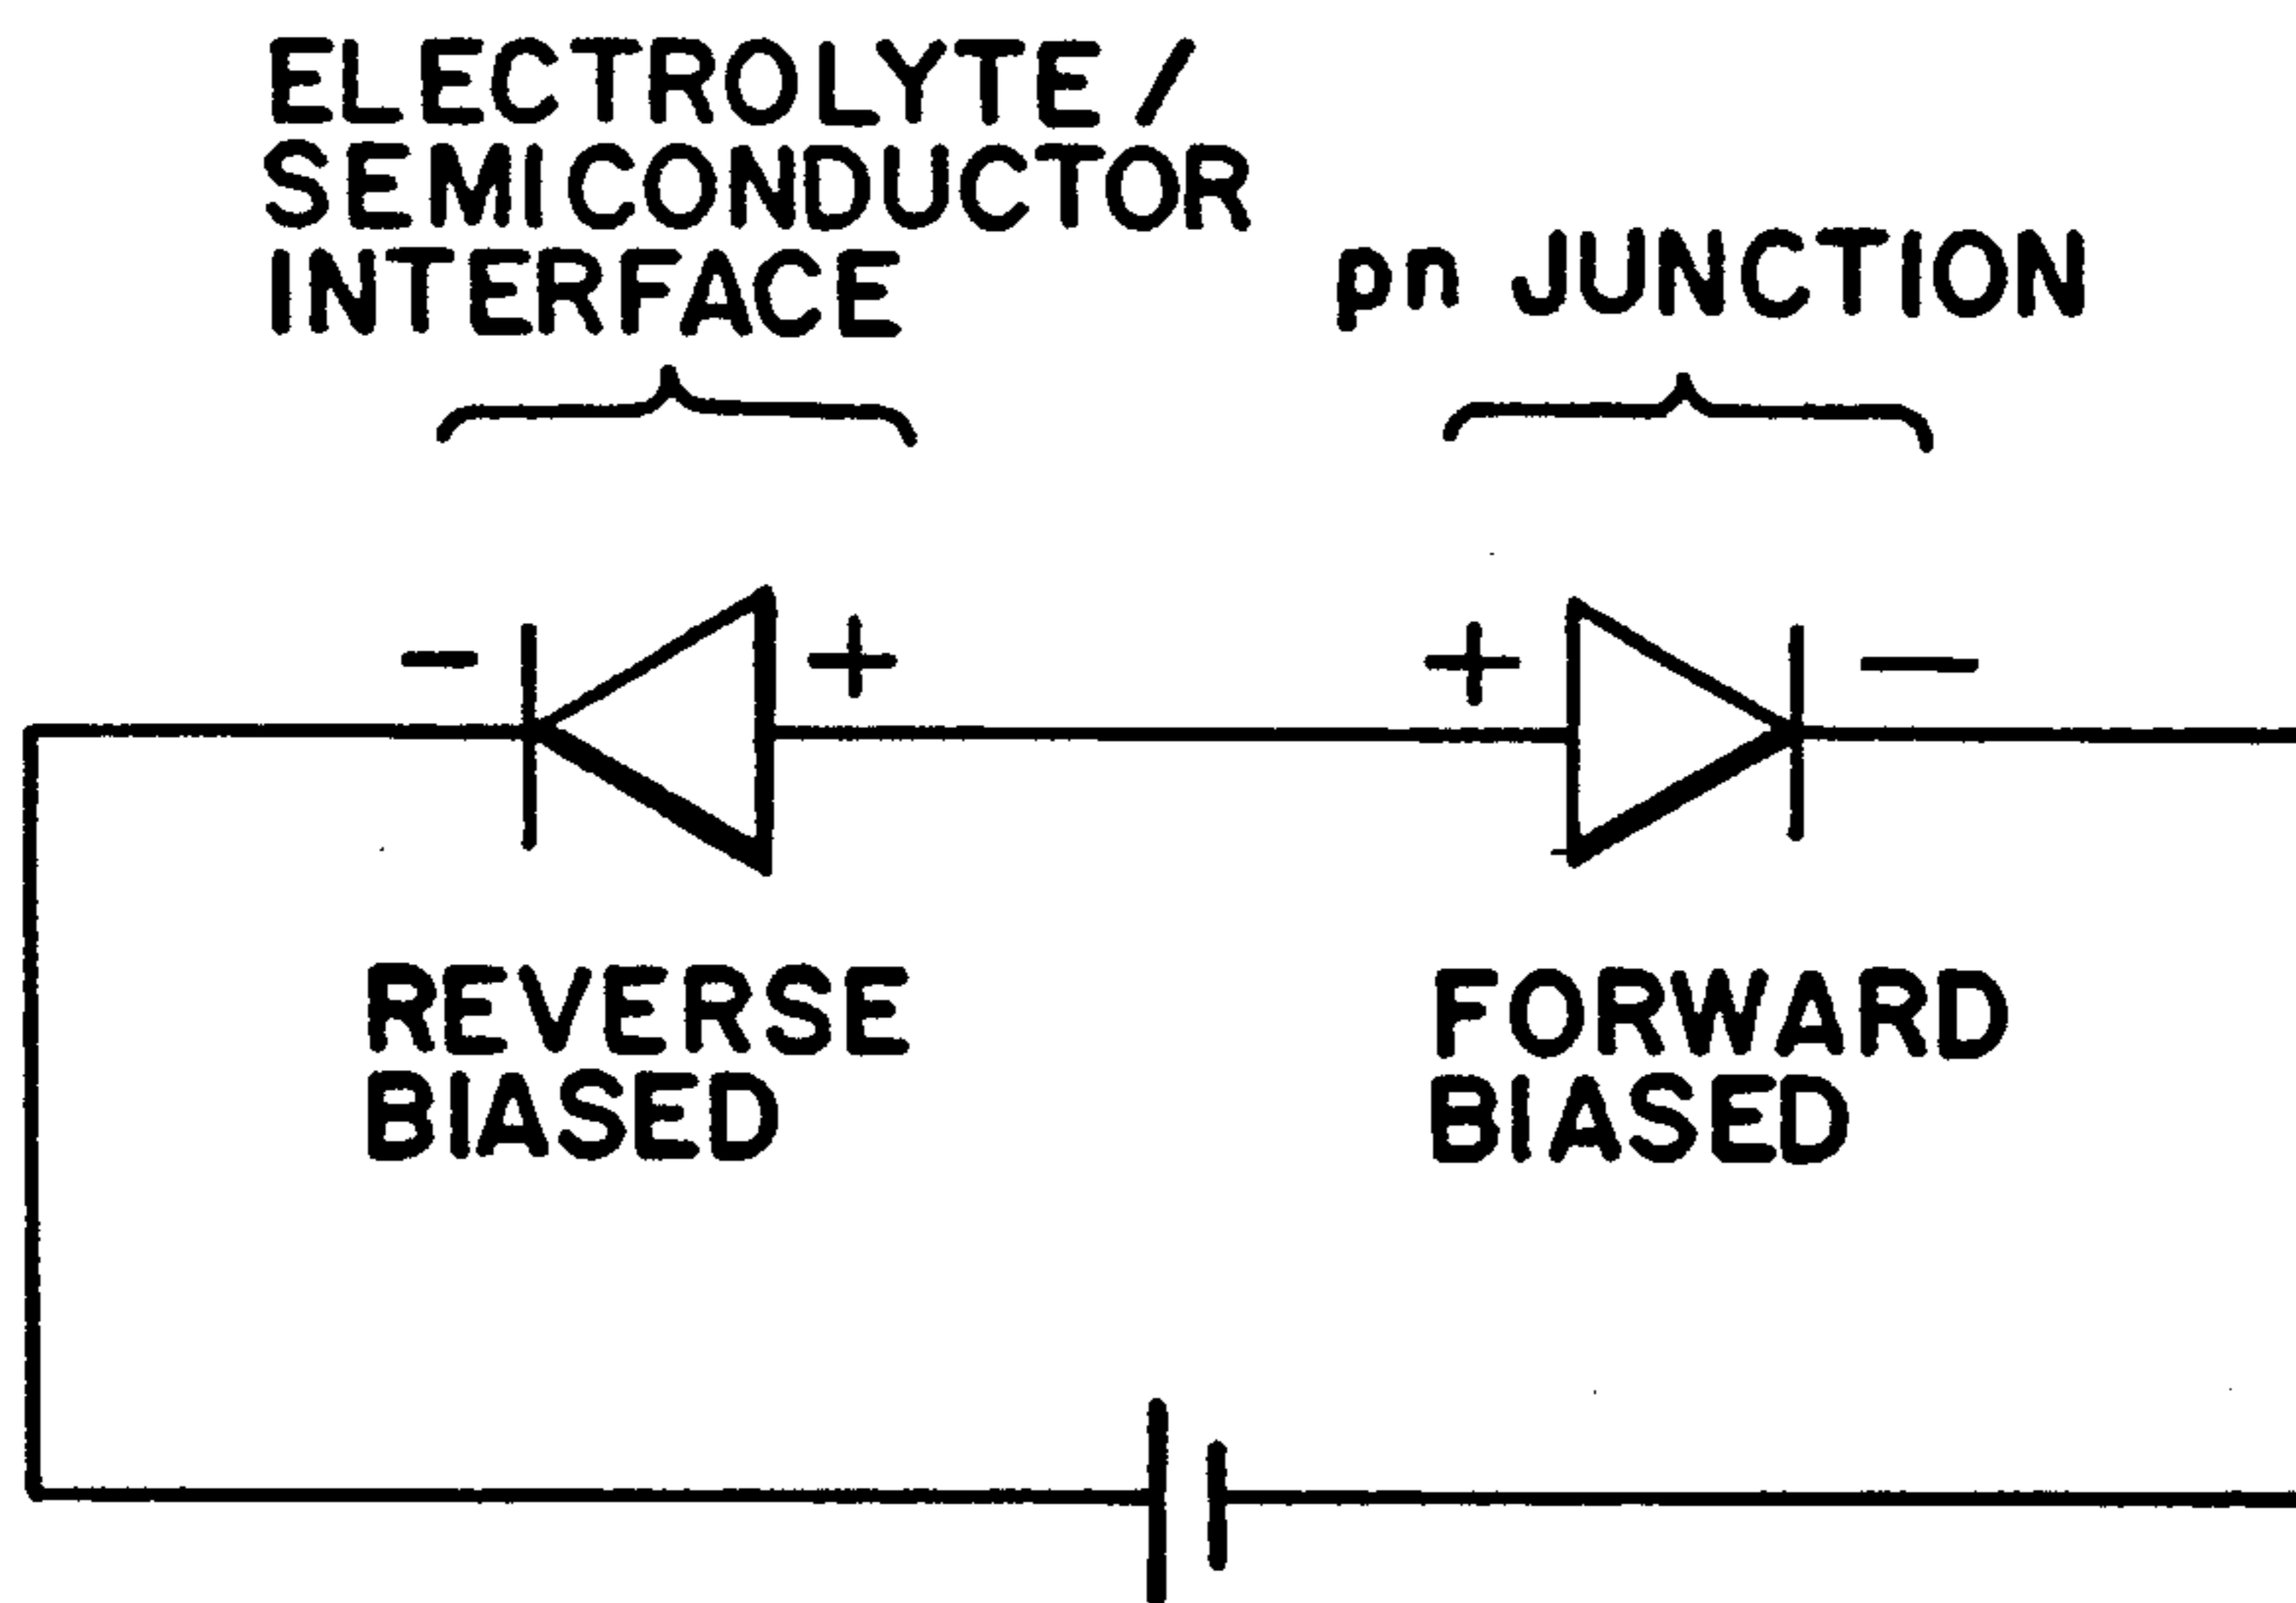 ELECTROLYTE /
SEMICONDUCTOR
INTERFACE
pn JUNCTION
- +
+ -
REVERSE
BIASED
FORWARD
BIASED